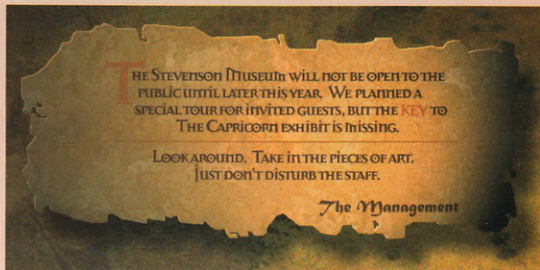 The Stevenson Museum will not be open to the
public until later this year. We planned a
special tour for invited guests, but the KEY to
The Capricorn exhibit is missing.
Look around. Take in the pieces of art.
Just don't disturb the staff.
The Management